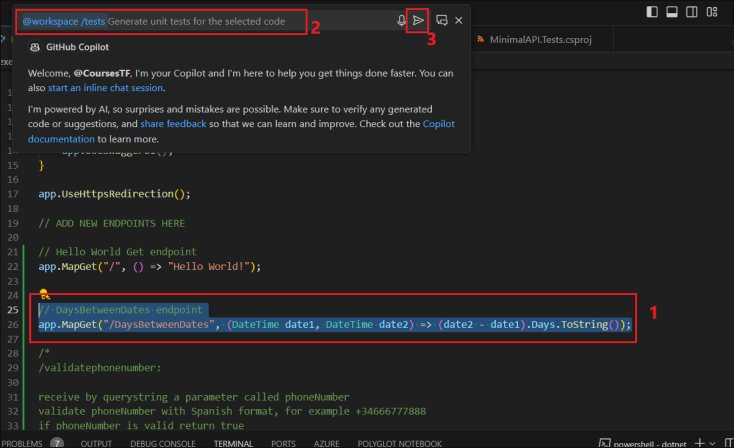 @workspace /tests Generate unit tests for the selected code
2
3
GitHub Copilot
MinimalAPI.Tests.csproj
Welcome, @CoursesTF, I'm your Copilot and I'm here to help you get things done faster. You can
also start an inline chat session.
I'm powered by AI, so surprises and mistakes are possible. Make sure to verify any generated
code or suggestions, and share feedback so that we can learn and improve. Check out the Copilot
documentation to learn more.
15 }
16
17 app.UseHttpsRedirection();
18
19 // ADD NEW ENDPOINTS HERE
20
21 // Hello World Get endpoint
22 app.MapGet("/", () => "Hello World!");
23
24
25 // DaysBetweenDates endpoint
1
26 app.MapGet("/DaysBetweenDates", (DateTime date1, DateTime date2) => (date2 - date1).Days.ToString());
27
28 /*
29 /validatephonenumber:
30
31 receive by querystring a parameter called phoneNumber
32 validate phoneNumber with Spanish format, for example +34666777888
33 if phoneNumber is valid return true
PROBLEMS 7 OUTPUT DEBUG CONSOLE TERMINAL PORTS AZURE POLYGLOT NOTEBOOK powershell - dotnet